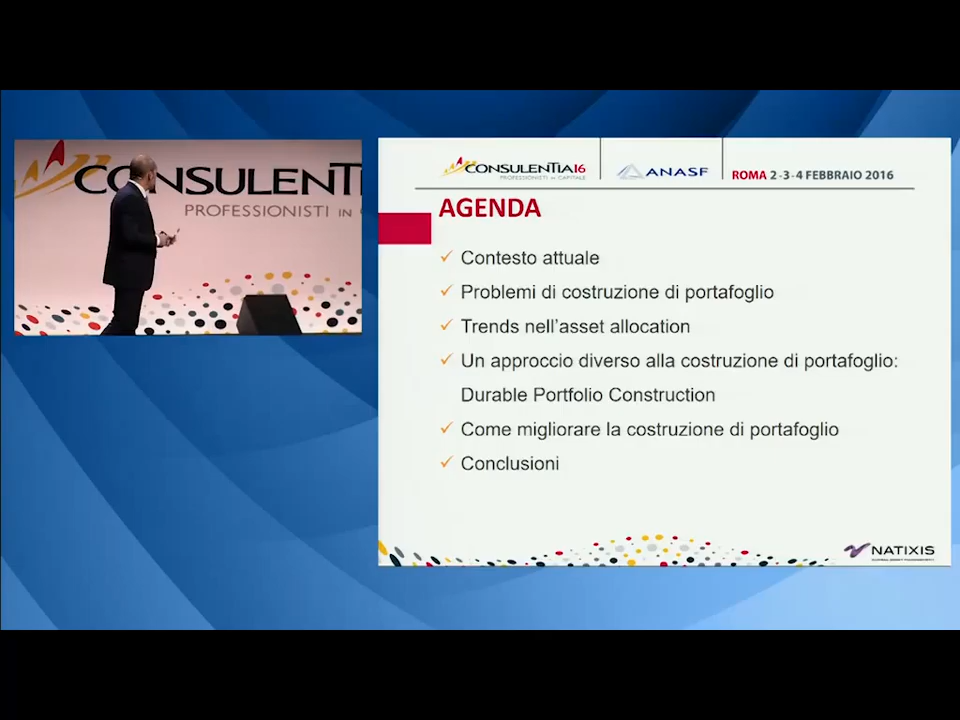 CONSULENTI
PROFESSIONISTI IN
CONSULENTIA16
PROFESSIONISTI IN CAPITALE
ANASF
ROMA 2-3-4 FEBBRAIO 2016
AGENDA
✓ Contesto attuale
✓ Problemi di costruzione di portafoglio
✓ Trends nell'asset allocation
✓ Un approccio diverso alla costruzione di portafoglio:
Durable Portfolio Construction
✓ Come migliorare la costruzione di portafoglio
✓ Conclusioni
NATIXIS